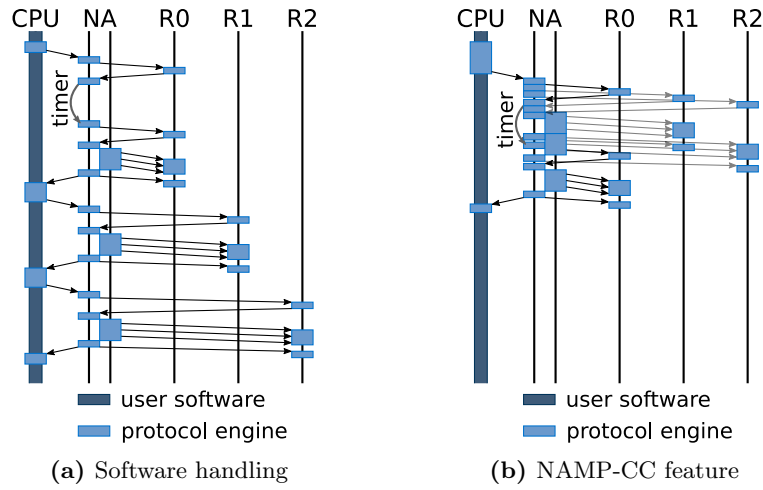 CPU NA R0 R1 R2
timer
user software
protocol engine
(a) Software handling
CPU NA R0 R1 R2
timer
user software
protocol engine
(b) NAMP-CC feature